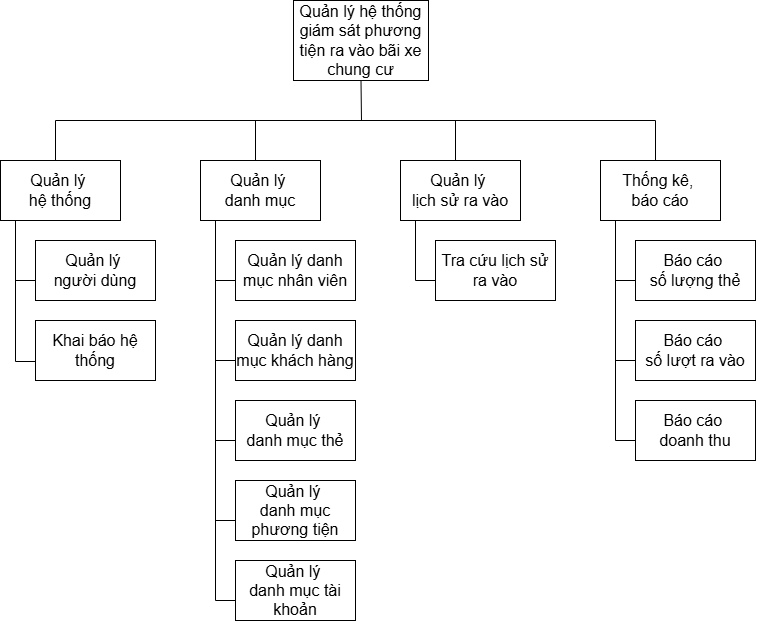 Quản lý hệ thống
giám sát phương
tiện ra vào bãi xe
chung cư
Quản lý
hệ thống
Quản lý
danh mục
Quản lý
lịch sử ra vào
Thống kê,
báo cáo
Quản lý
người dùng
Khai báo hệ
thống
Quản lý danh
mục nhân viên
Quản lý danh
mục khách hàng
Quản lý
danh mục thẻ
Quản lý
danh mục
phương tiện
Quản lý
danh mục tài
khoản
Tra cứu lịch sử
ra vào
Báo cáo
số lượng thẻ
Báo cáo
số lượt ra vào
Báo cáo
doanh thu